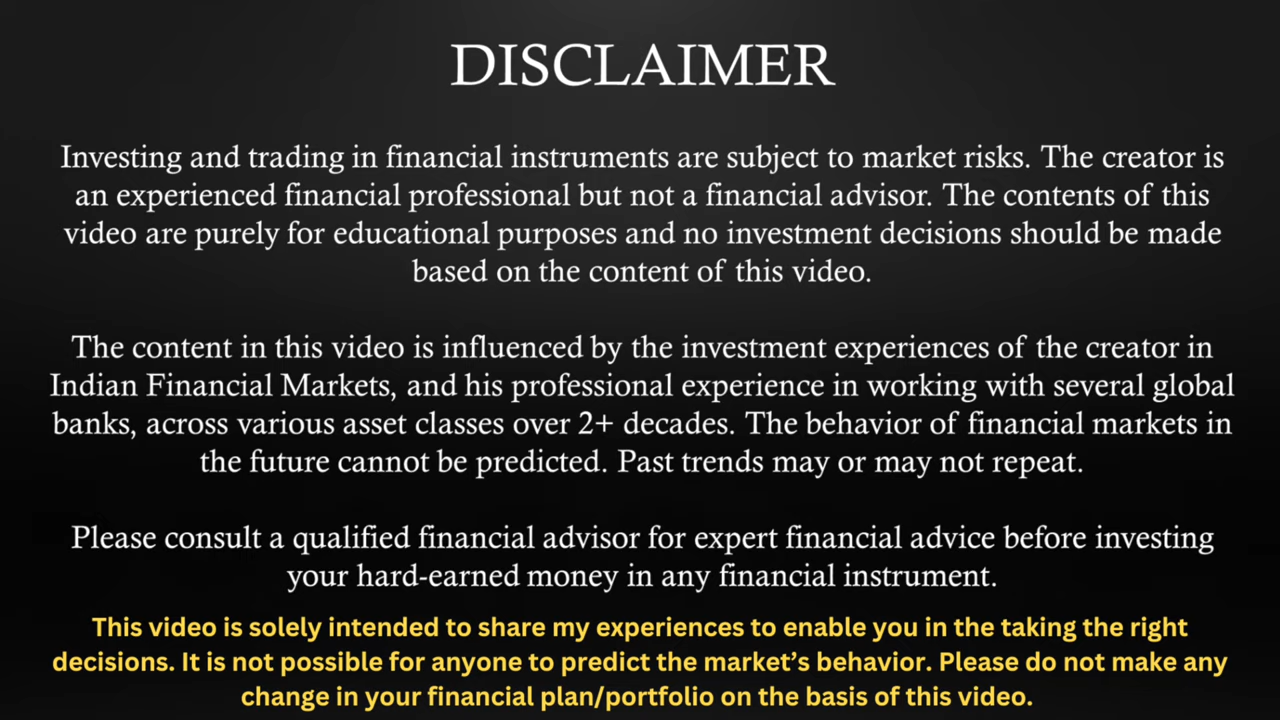 DISCLAIMER
Investing and trading in financial instruments are subject to market risks. The creator is
an experienced financial professional but not a financial advisor. The contents of this
video are purely for educational purposes and no investment decisions should be made
based on the content of this video.
The content in this video is influenced by the investment experiences of the creator in
Indian Financial Markets, and his professional experience in working with several global
banks, across various asset classes over 2+ decades. The behavior of financial markets in
the future cannot be predicted. Past trends may or may not repeat.
Please consult a qualified financial advisor for expert financial advice before investing
your hard-earned money in any financial instrument.
This video is solely intended to share my experiences to enable you in the taking the right
decisions. It is not possible for anyone to predict the market’s behavior. Please do not make any
change in your financial plan/portfolio on the basis of this video.